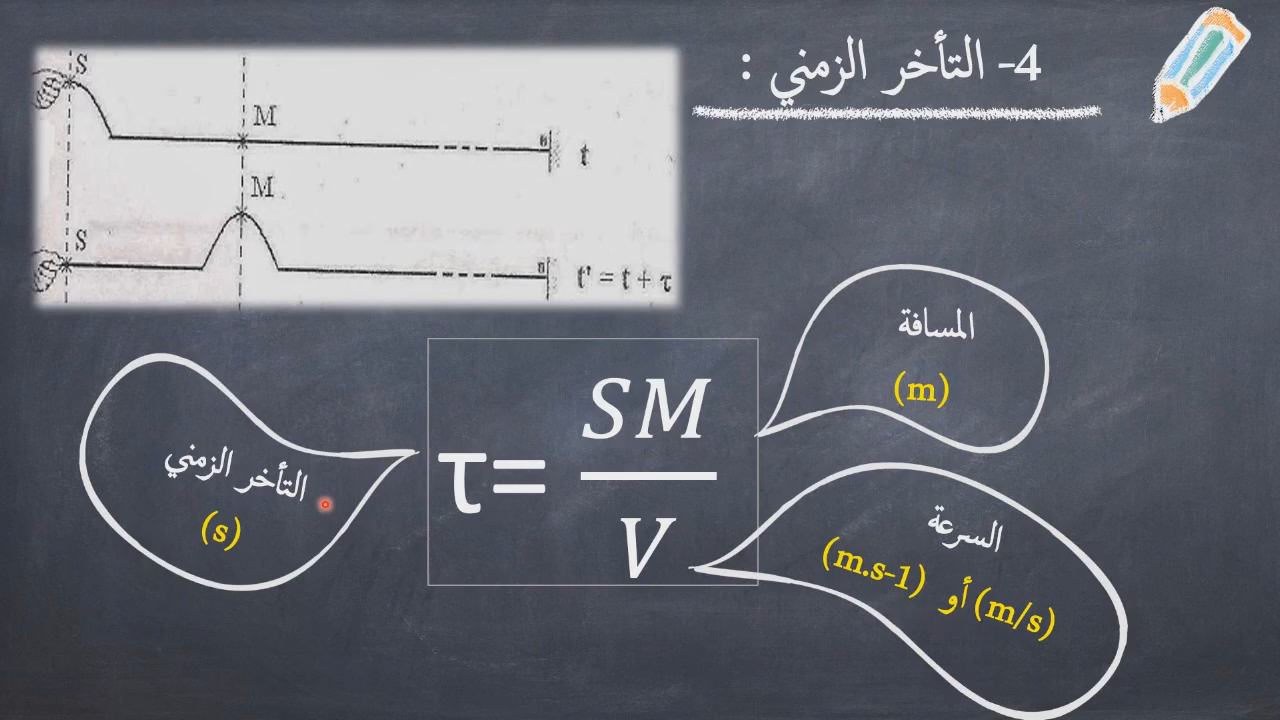 4- التأخر الزمني :
S
M
t
M
S
t' = t + τ
المسافة
(m)
τ= SM
V
التأخر الزمني
(s)
السرعة
(m/s) أو (m.s-1)